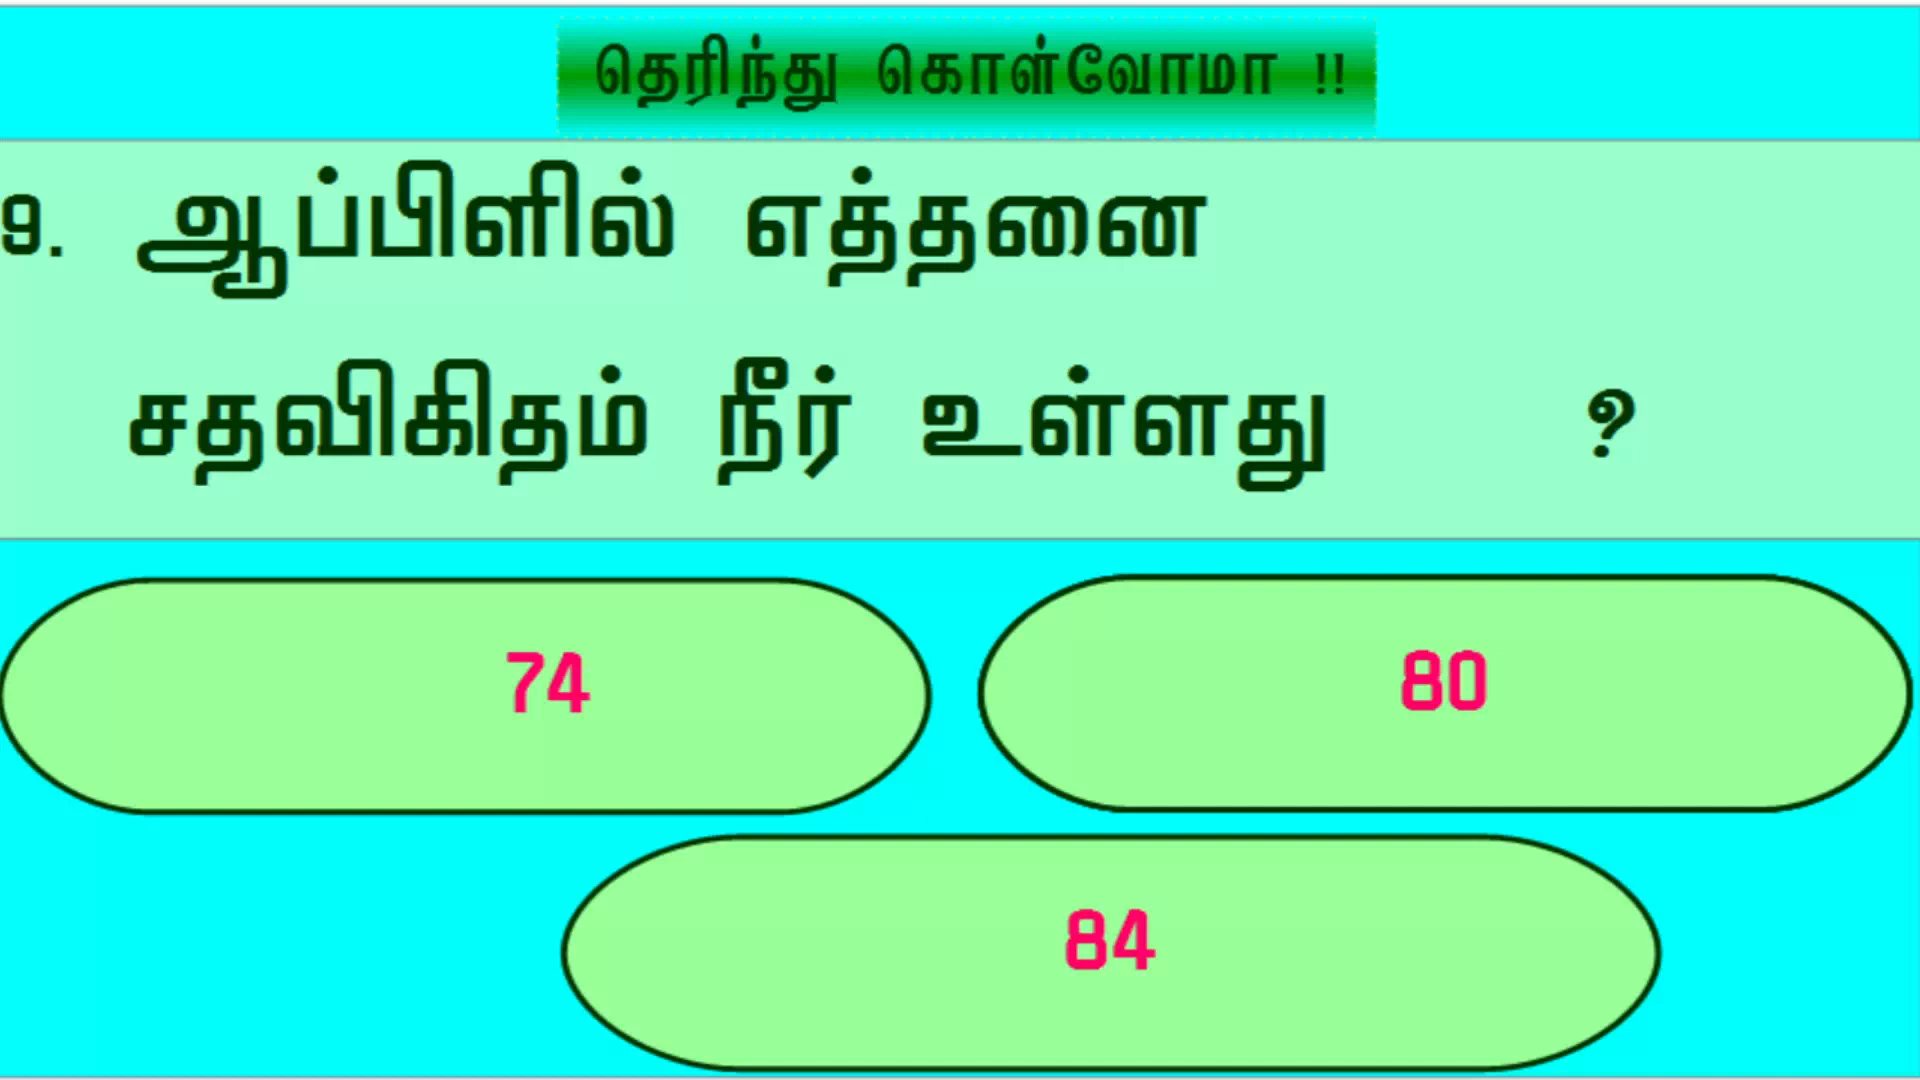 தெரிந்து கொள்வோமா !!
9. ஆப்பிளில் எத்தனை
சதவிகிதம் நீர் உள்ளது ?
74
80
84